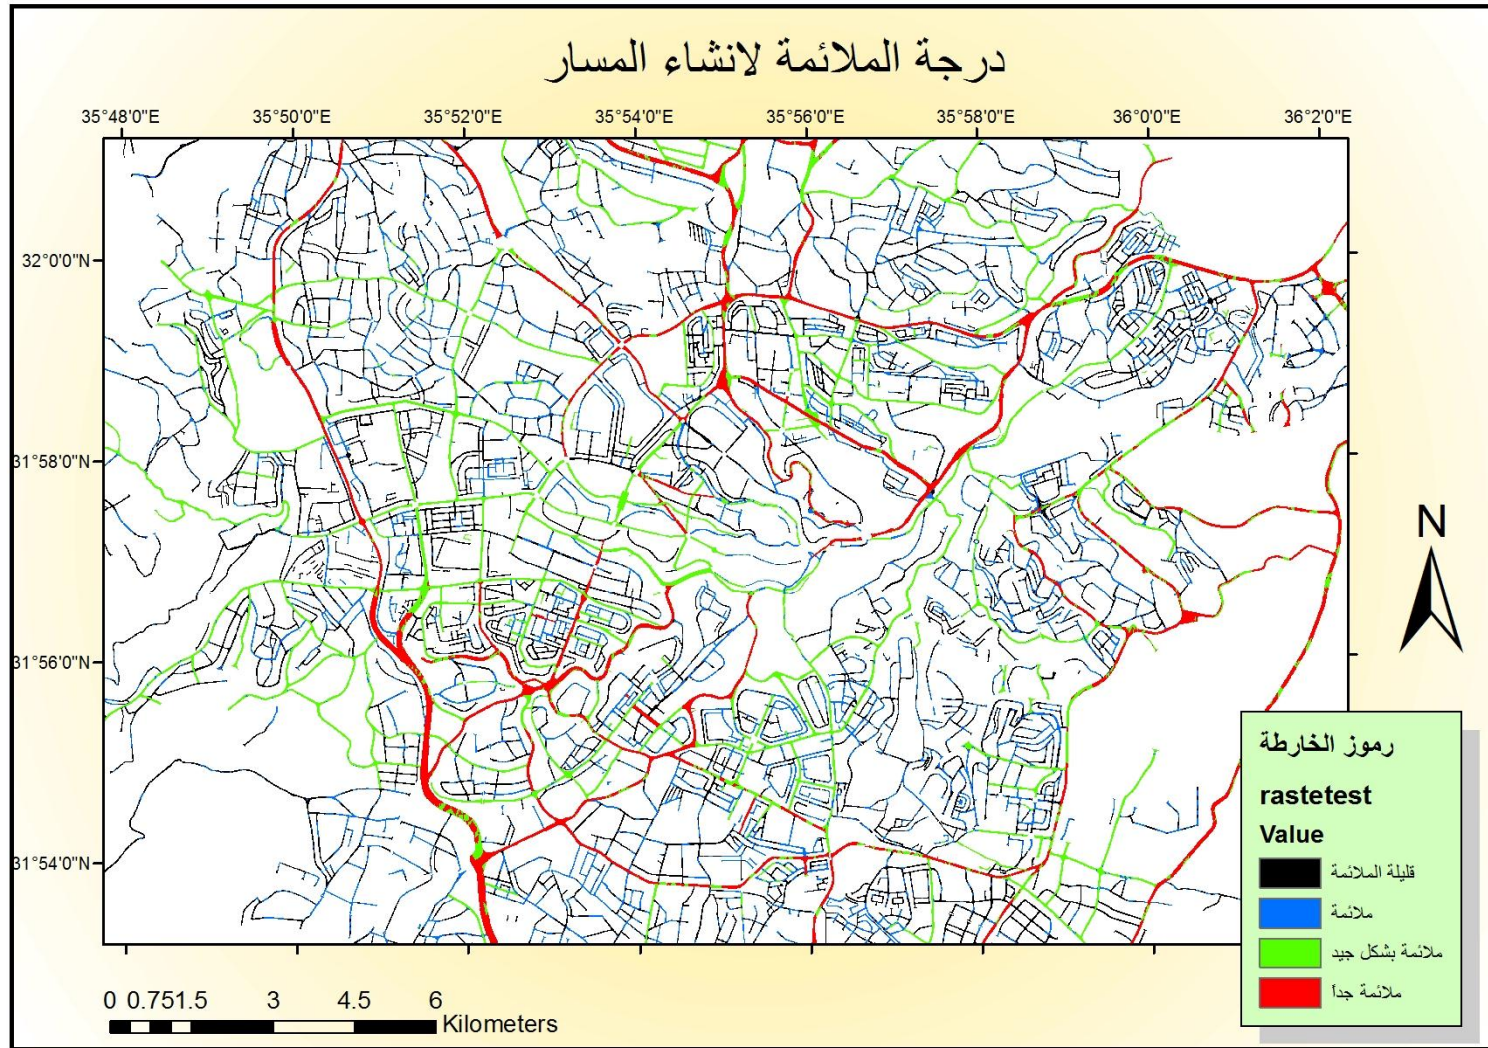 درجة الملائمة لانشاء المسار
35°48'0"E 35°50'0"E 35°52'0"E 35°54'0"E 35°56'0"E 35°58'0"E 36°0'0"E 36°2'0"E
32°0'0"N
31°58'0"N
31°56'0"N
31°54'0"N
N
رموز الخارطة
rastetest
Value
قليلة الملائمة
ملائمة
ملائمة بشكل جيد
ملائمة جداً
0 0.75 1.5 3 4.5 6
Kilometers